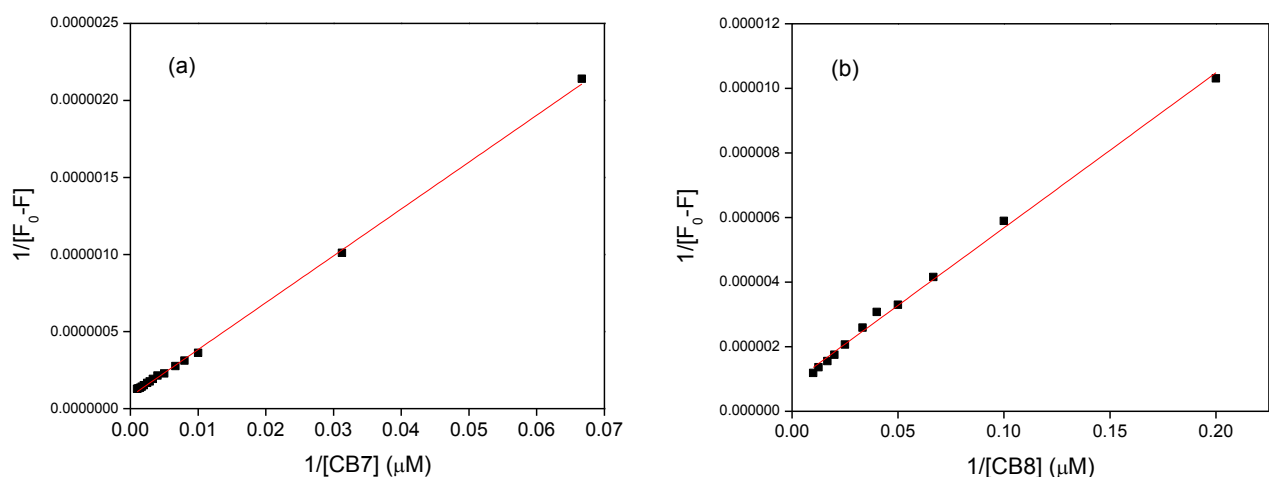 (a)
1/[F0-F]
0.0000025
0.0000020
0.0000015
0.0000010
0.0000005
0.0000000
0.00 0.01 0.02 0.03 0.04 0.05 0.06 0.07
1/[CB7] (μM)
(b)
1/[F0-F]
0.000012
0.000010
0.000008
0.000006
0.000004
0.000002
0.000000
0.00 0.05 0.10 0.15 0.20
1/[CB8] (μM)